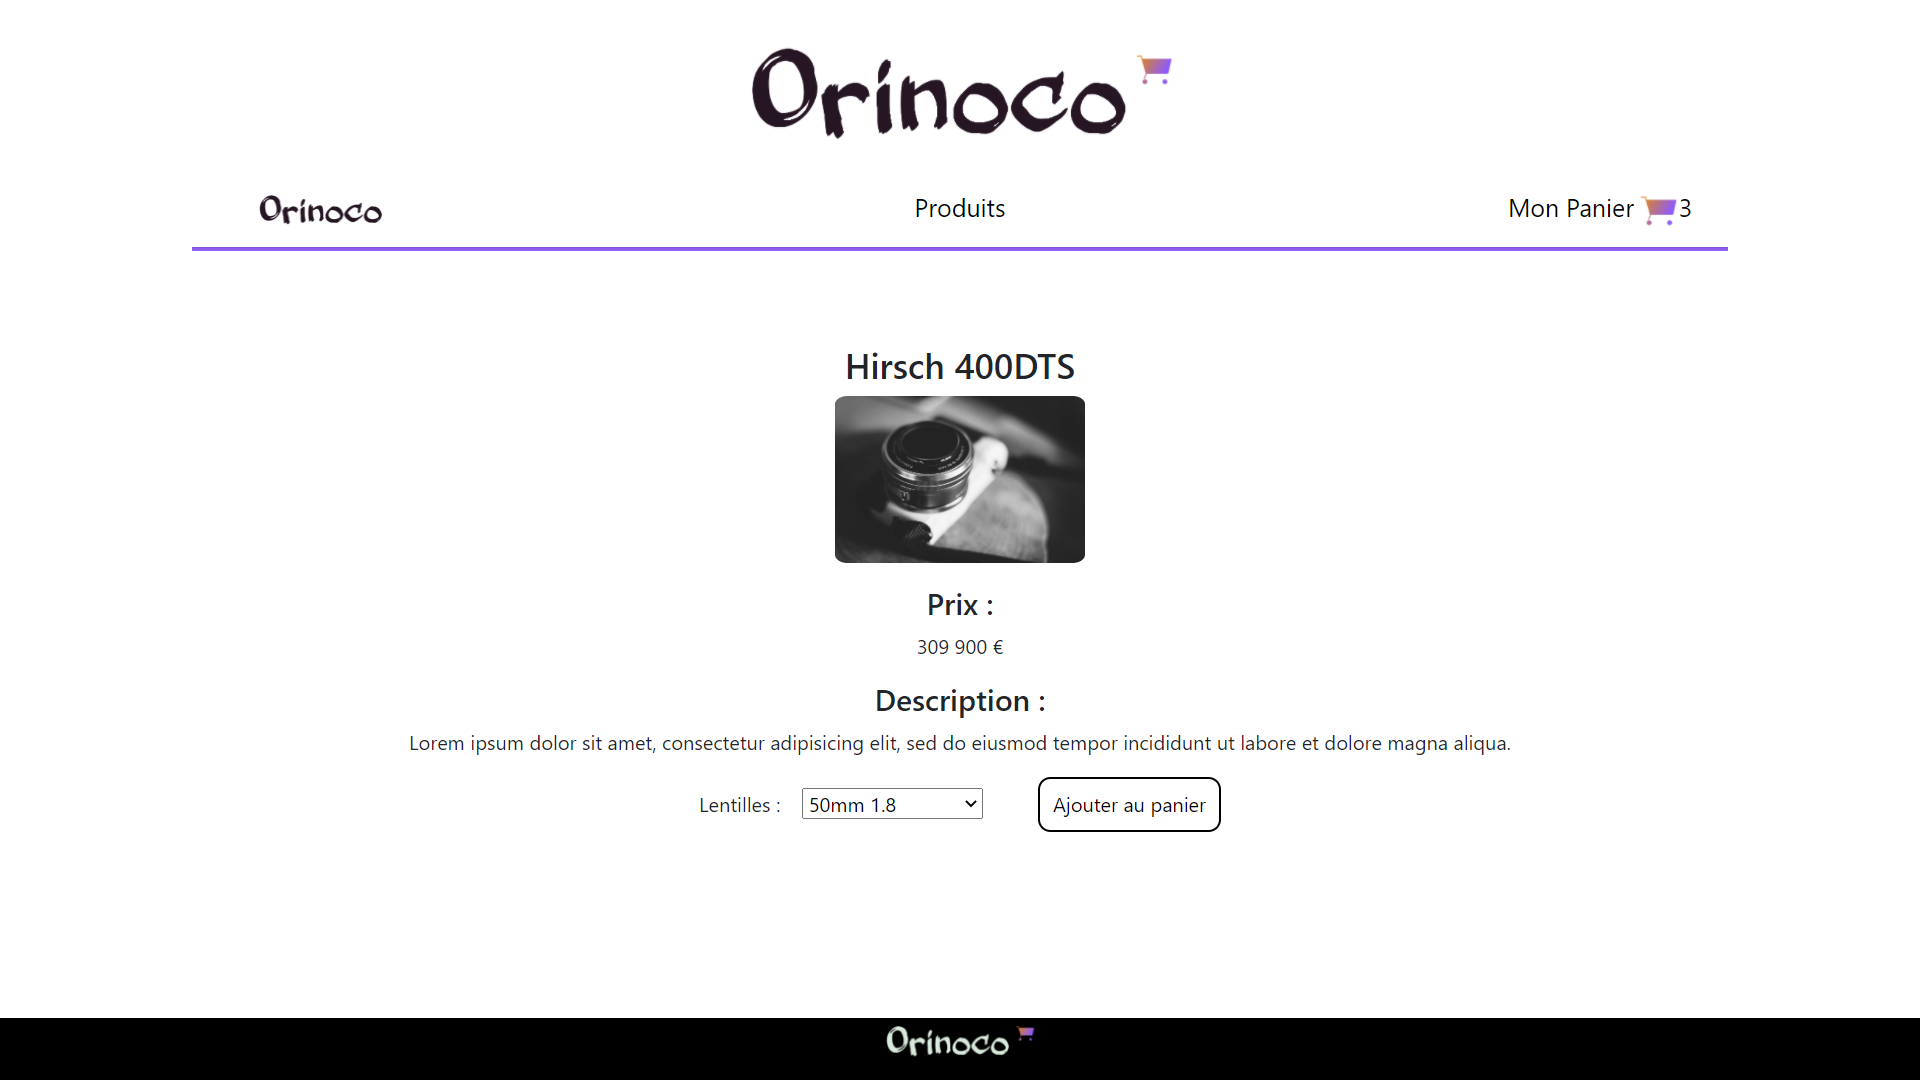 Orinoco
Orinoco
Produits
Mon Panier 3
Hirsch 400DTS
Prix :
309 900 €
Description :
Lorem ipsum dolor sit amet, consectetur adipisicing elit, sed do eiusmod tempor incididunt ut labore et dolore magna aliqua.
Lentilles : 50mm 1.8 Ajouter au panier
Orinoco